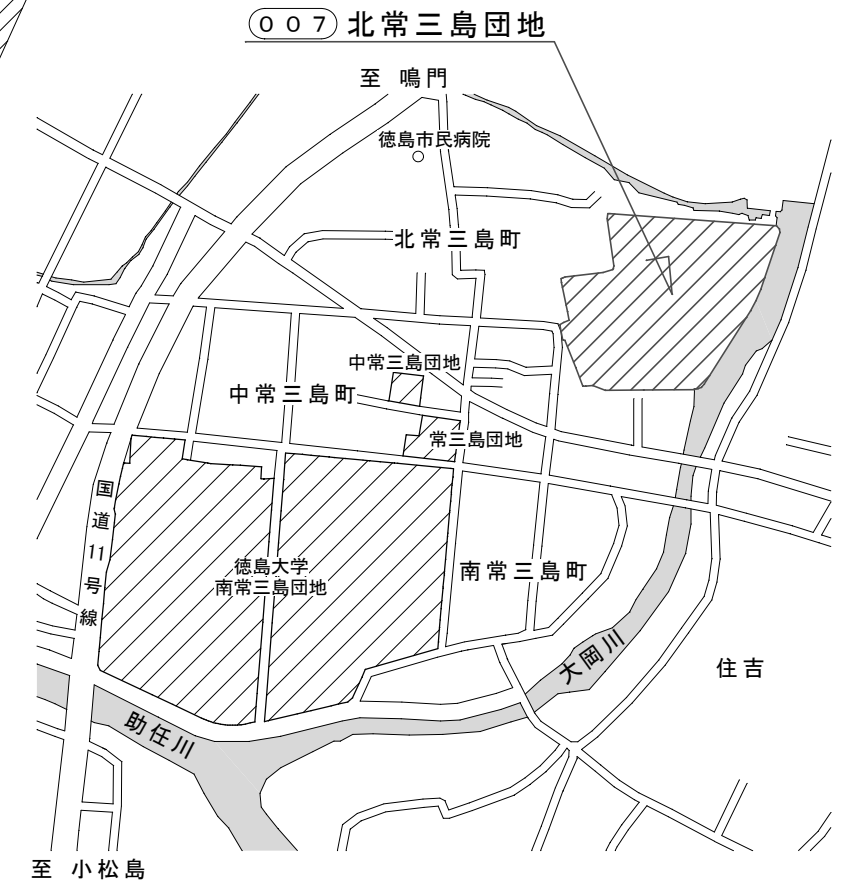 ００７ 北常三島団地
至 鳴門
徳島市民病院
北常三島町
中常三島団地
中常三島町
常三島団地
国道11号線
徳島大学
南常三島団地
南常三島町
大岡川
住吉
助任川
至 小松島